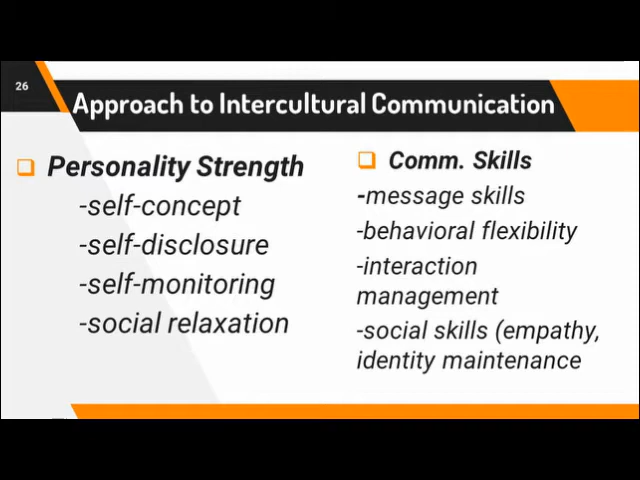 26
Approach to Intercultural Communication
Personality Strength
-self-concept
-self-disclosure
-self-monitoring
-social relaxation
Comm. Skills
-message skills
-behavioral flexibility
-interaction
management
-social skills (empathy,
identity maintenance